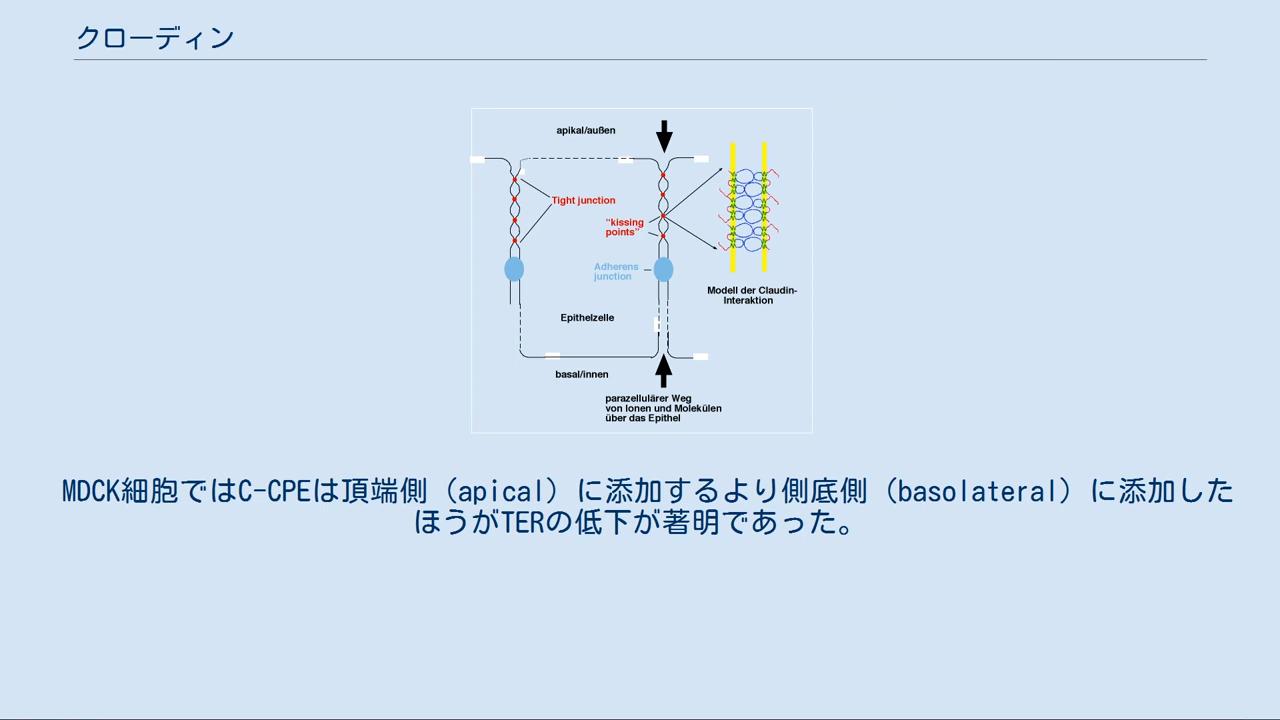 クローディン
apikal/außen
Tight junction
"kissing
points"
Adherens
junction
Modell der Claudin-
Interaktion
Epithelzelle
basal/innen
parazellulärer Weg
von Ionen und Molekülen
über das Epithel
MDCK細胞ではC-CPEは頂端側（apical）に添加するより側底側（basolateral）に添加した
ほうがTERの低下が著明であった。